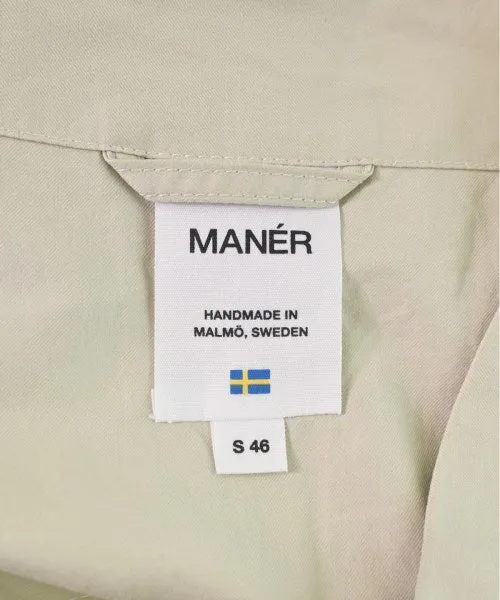 MANÉR
HANDMADE IN
MALMÖ, SWEDEN
S 46